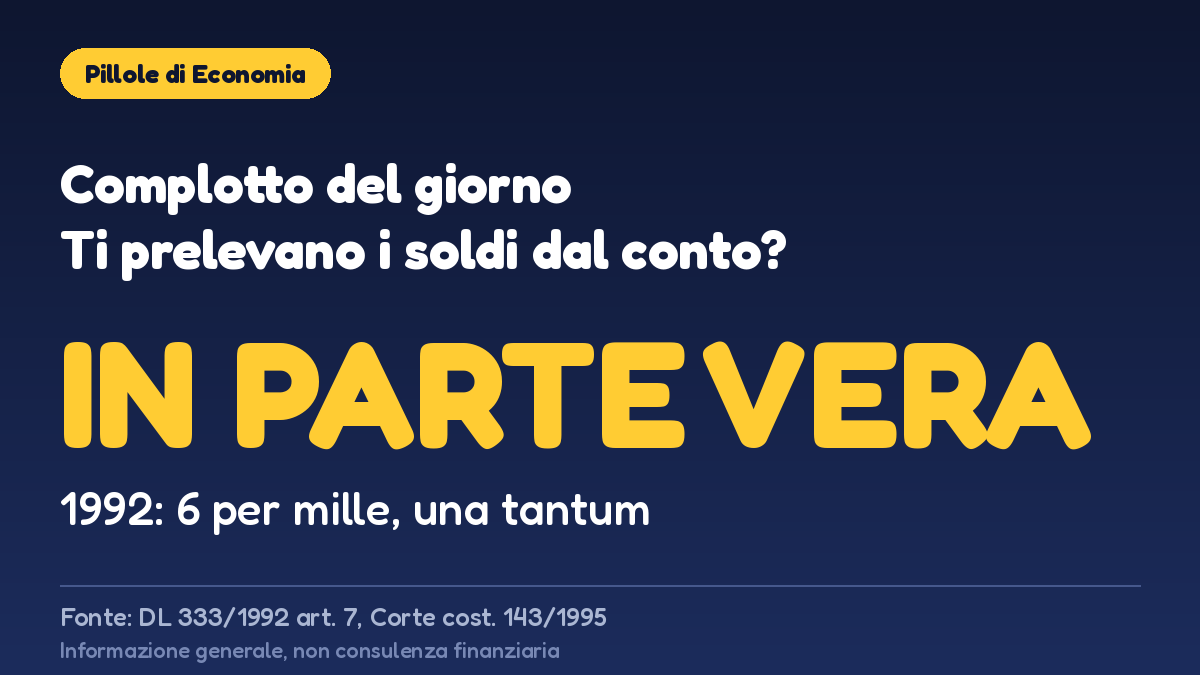 Pillole di Economia
Complotto del giorno
Ti prelevano i soldi dal conto?
IN PARTE VERA
1992: 6 per mille, una tantum
Fonte: DL 333/1992 art. 7, Corte cost. 143/1995
Informazione generale, non consulenza finanziaria